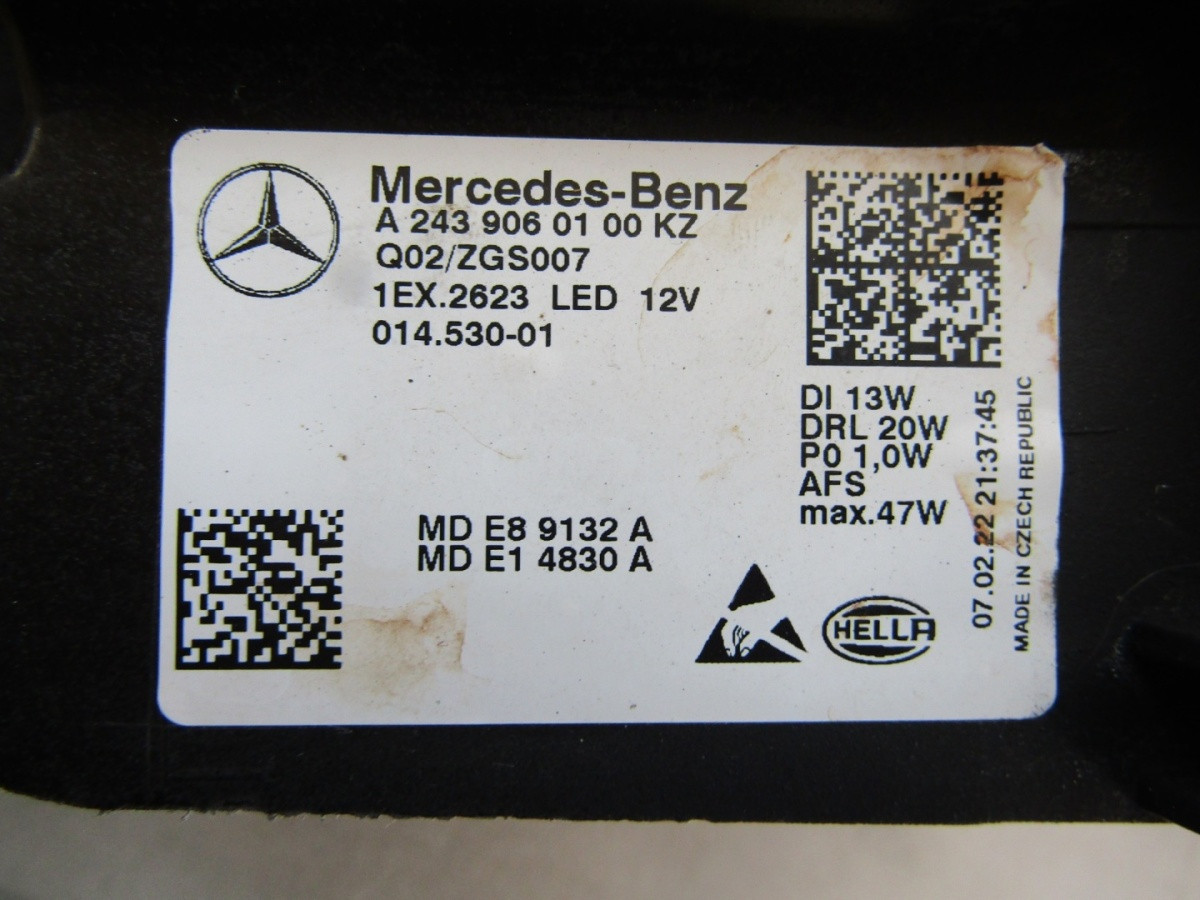 Mercedes-Benz
A 243 906 01 00 KZ
Q02/ZGS007
1EX.2623 LED 12V
014.530-01
DI 13W
DRL 20W
P0 1,0W
AFS
max.47W
MD E8 9132 A
MD E1 4830 A
HELLA
07.02.22 21:37:45
MADE IN CZECH REPUBLIC